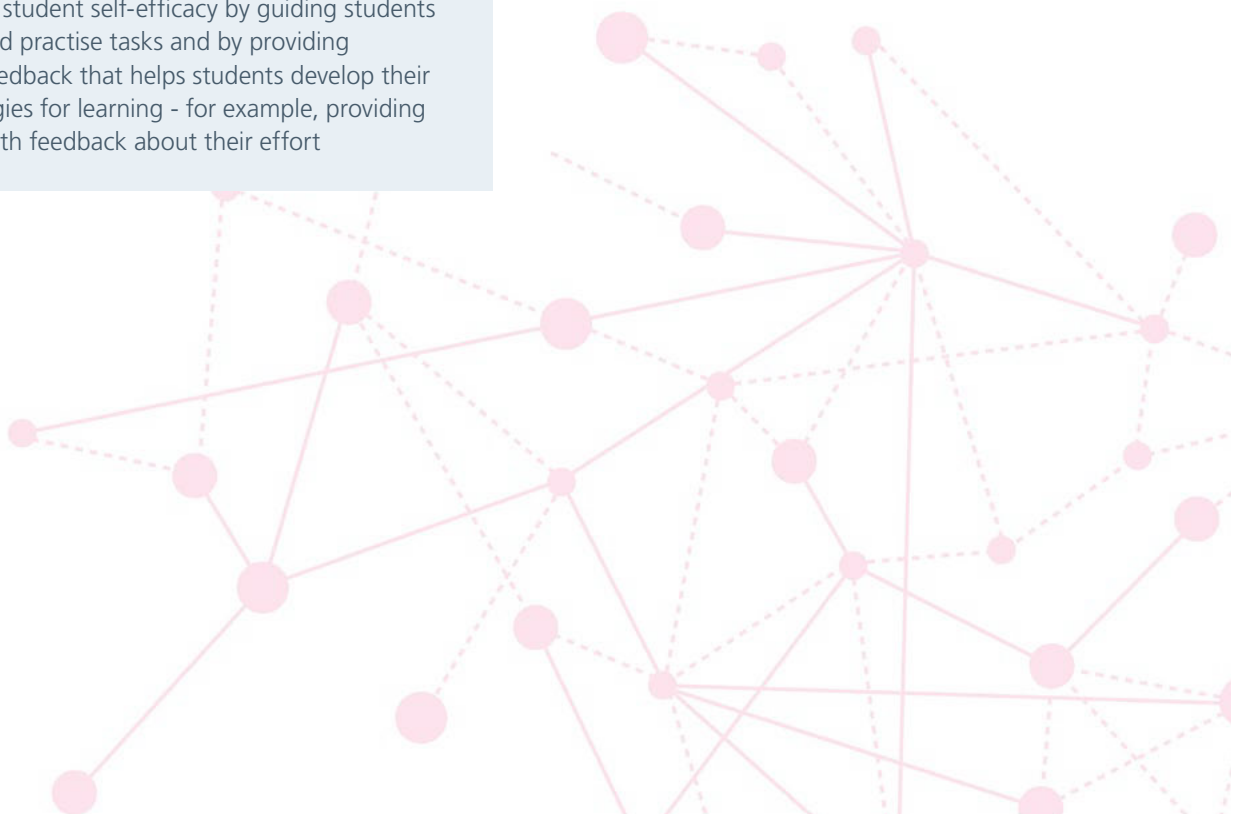 student self-efficacy by guiding students
d practise tasks and by providing
edback that helps students develop their
gies for learning - for example, providing
th feedback about their effort